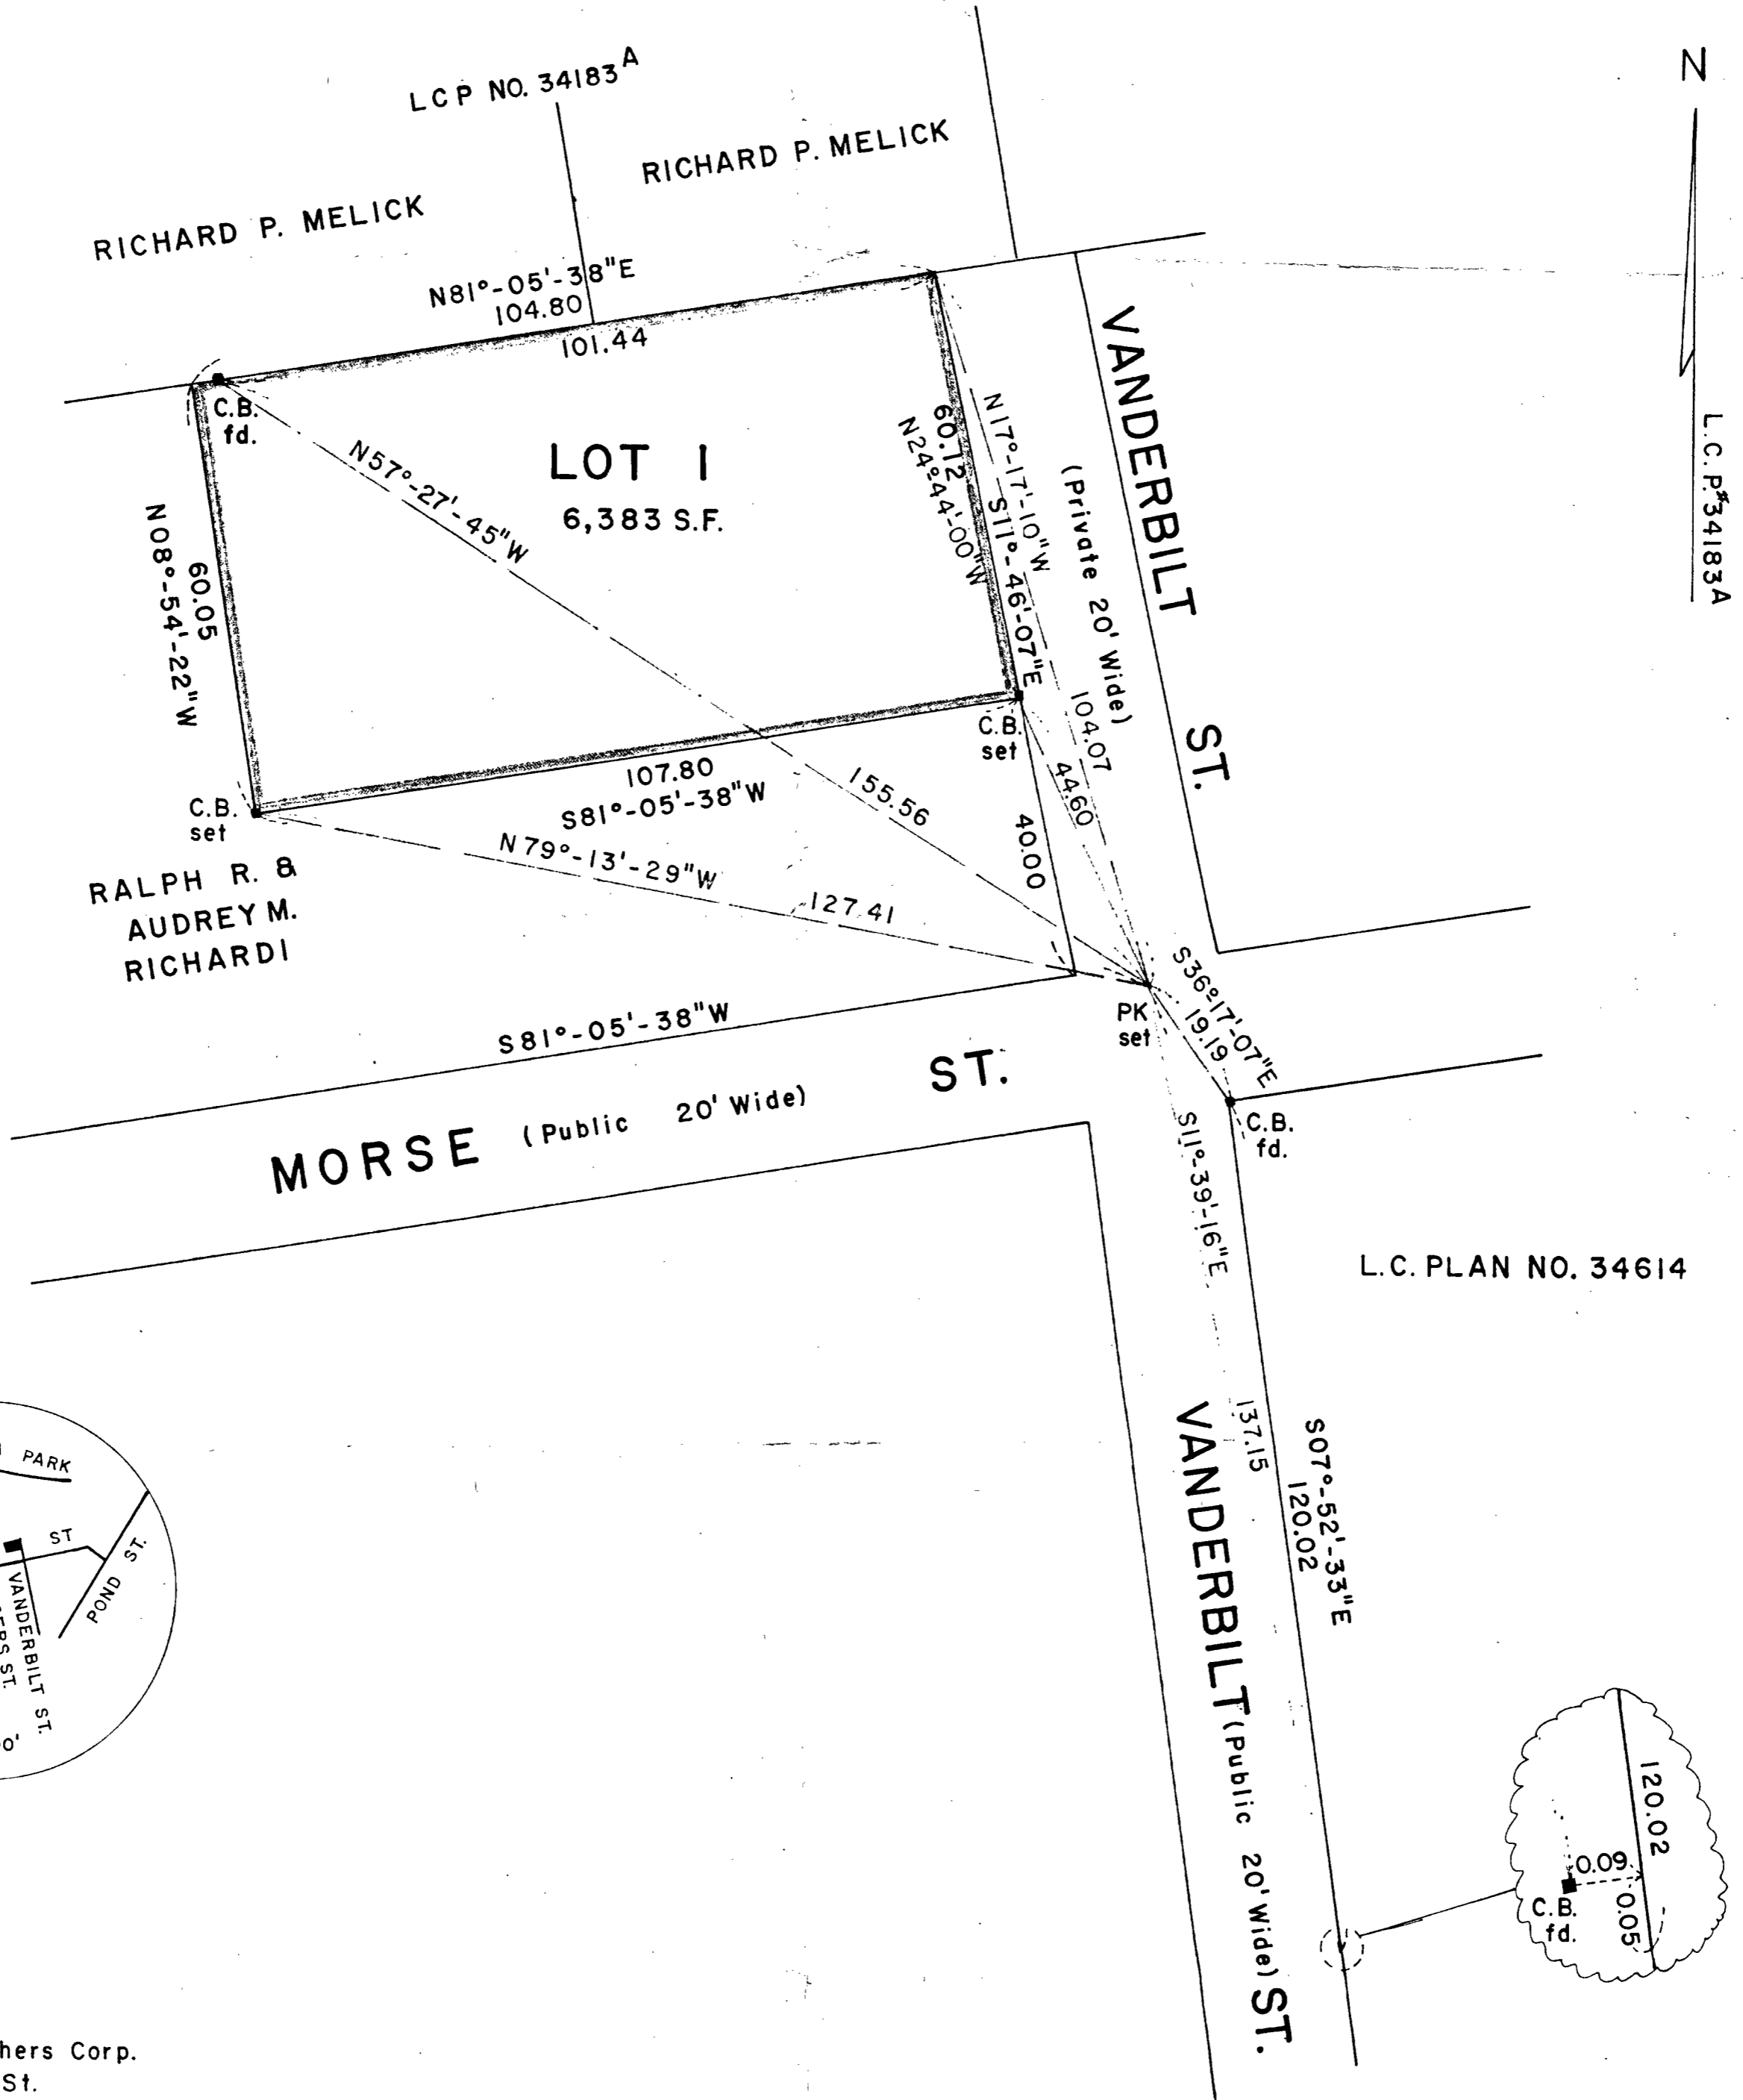 N
L.C.P.#34183A
LCP NO. 34183A
RICHARD P. MELICK
RICHARD P. MELICK
N81°-05'-38"E
104.80
101.44
C.B.
fd.
LOT 1
6,383 S.F.
N57°-27'-45"W
155.56
N08°-54'-22"W
60.05
60.12
N24°-44'-00"W
S11°-46'-07"E
N17°-17'-10"W
104.07
44.60
40.00
VANDERBILT ST.
(Private 20' Wide)
C.B.
set
107.80
S81°-05'-38"W
C.B.
set
N79°-13'-29"W
127.41
RALPH R. &
AUDREY M.
RICHARDI
S81°-05'-38"W
MORSE (Public 20' Wide) ST.
PK
set
S36°-17'-07"E
19.19
C.B.
fd.
S11°-39'-16"E
137.15
L.C. PLAN NO. 34614
S07°-52'-33"E
120.02
VANDERBILT (Public 20' Wide) ST.
120.02
0.09
0.05
C.B.
fd.
PARK
ST
POND ST.
VANDERBILT ST.
ERS ST.
0'
hers Corp.
St.